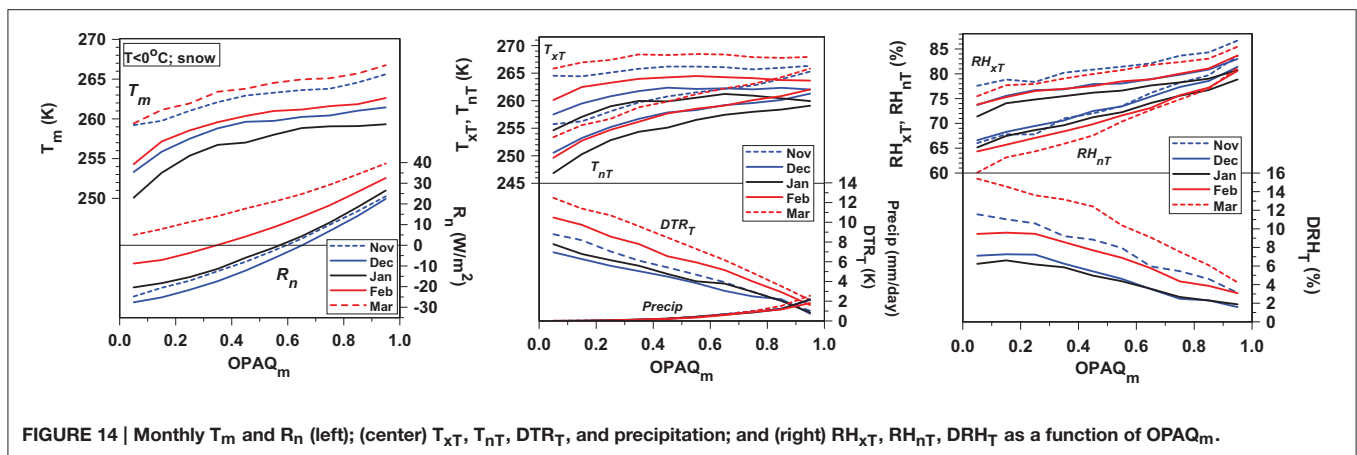 270
265
260
255
250
T<0°C; snow
T_m
T_m (K)
40
30
20
10
0
-10
-20
-30
R_n (W/m²)
R_n
Nov
Dec
Jan
Feb
Mar
0.0 0.2 0.4 0.6 0.8 1.0
OPAQ_m
270
265
260
255
250
245
T_xT, T_nT (K)
T_xT
T_nT
Nov
Dec
Jan
Feb
Mar
14
12
10
8
6
4
2
0
DTR_T (K)
Precip (mm/day)
DTR_T
Precip
0.0 0.2 0.4 0.6 0.8 1.0
OPAQ_m
85
80
75
70
65
60
RH_xT, RH_nT (%)
RH_xT
RH_nT
Nov
Dec
Jan
Feb
Mar
16
14
12
10
8
6
4
2
0
DRH_T (%)
0.0 0.2 0.4 0.6 0.8 1.0
OPAQ_m
FIGURE 14 | Monthly T_m and R_n (left); (center) T_xT, T_nT, DTR_T, and precipitation; and (right) RH_xT, RH_nT, DRH_T as a function of OPAQ_m.